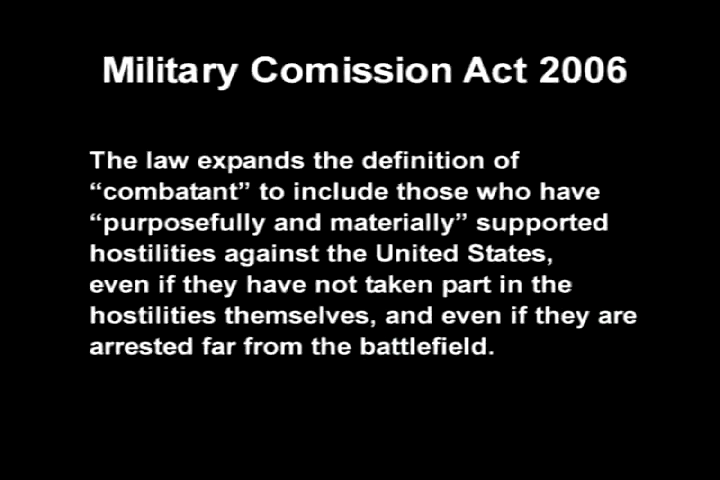 Military Comission Act 2006
The law expands the definition of
“combatant” to include those who have
“purposefully and materially” supported
hostilities against the United States,
even if they have not taken part in the
hostilities themselves, and even if they are
arrested far from the battlefield.